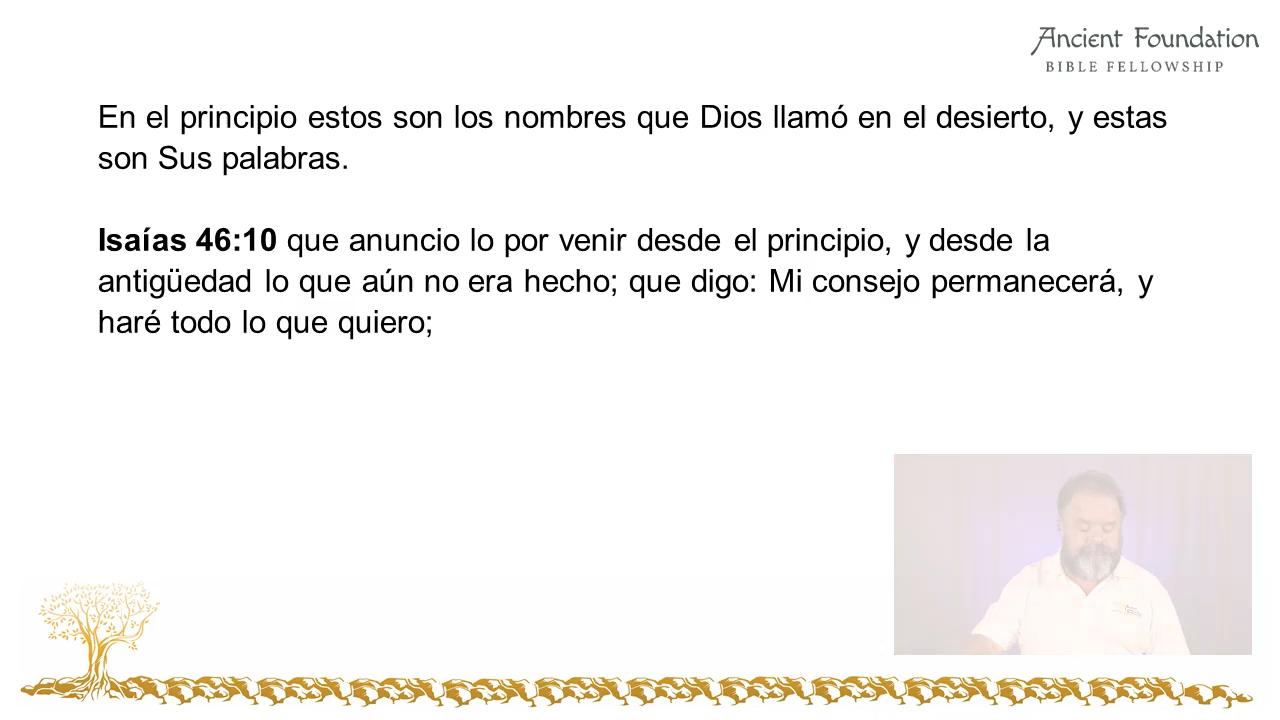 Ancient Foundation
BIBLE FELLOWSHIP
En el principio estos son los nombres que Dios llamó en el desierto, y estas
son Sus palabras.
Isaías 46:10 que anuncio lo por venir desde el principio, y desde la
antigüedad lo que aún no era hecho; que digo: Mi consejo permanecerá, y
haré todo lo que quiero;